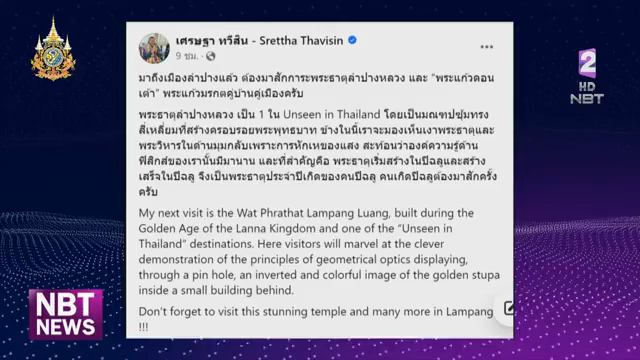 เศรษฐา ทวีสิน - Srettha Thavisin
9 ชม.
2
HD
NBT
มาถึงเมืองลำปางแล้ว ต้องมาสักการะพระธาตุลำปางหลวง และ “พระแก้วดอน
เต้า” พระแก้วมรกตคู่บ้านคู่เมืองครับ
พระธาตุลำปางหลวง เป็น 1 ใน Unseen in Thailand โดยเป็นมณฑปซุ้มทรง
สี่เหลี่ยมที่สร้างครอบรอยพระพุทธบาท ข้างในนี้เราจะมองเห็นเงาพระธาตุและ
พระวิหารในด้านมุมกลับเพราะการหักเหของแสง สะท้อนว่าองค์ความรู้ด้าน
ฟิสิกส์ของเรานั้นมีมานาน และที่สำคัญคือ พระธาตุเริ่มสร้างในปีฉลูและสร้าง
เสร็จในปีฉลู จึงเป็นพระธาตุประจำปีเกิดของคนปีฉลู คนเกิดปีฉลูต้องมาสักครั้ง
ครับ
My next visit is the Wat Phrathat Lampang Luang, built during the
Golden Age of the Lanna Kingdom and one of the “Unseen in
Thailand” destinations. Here visitors will marvel at the clever
demonstration of the principles of geometrical optics displaying,
through a pin hole, an inverted and colorful image of the golden stupa
inside a small building behind.
Don’t forget to visit this stunning temple and many more in Lampang
!!!
NBT
NEWS